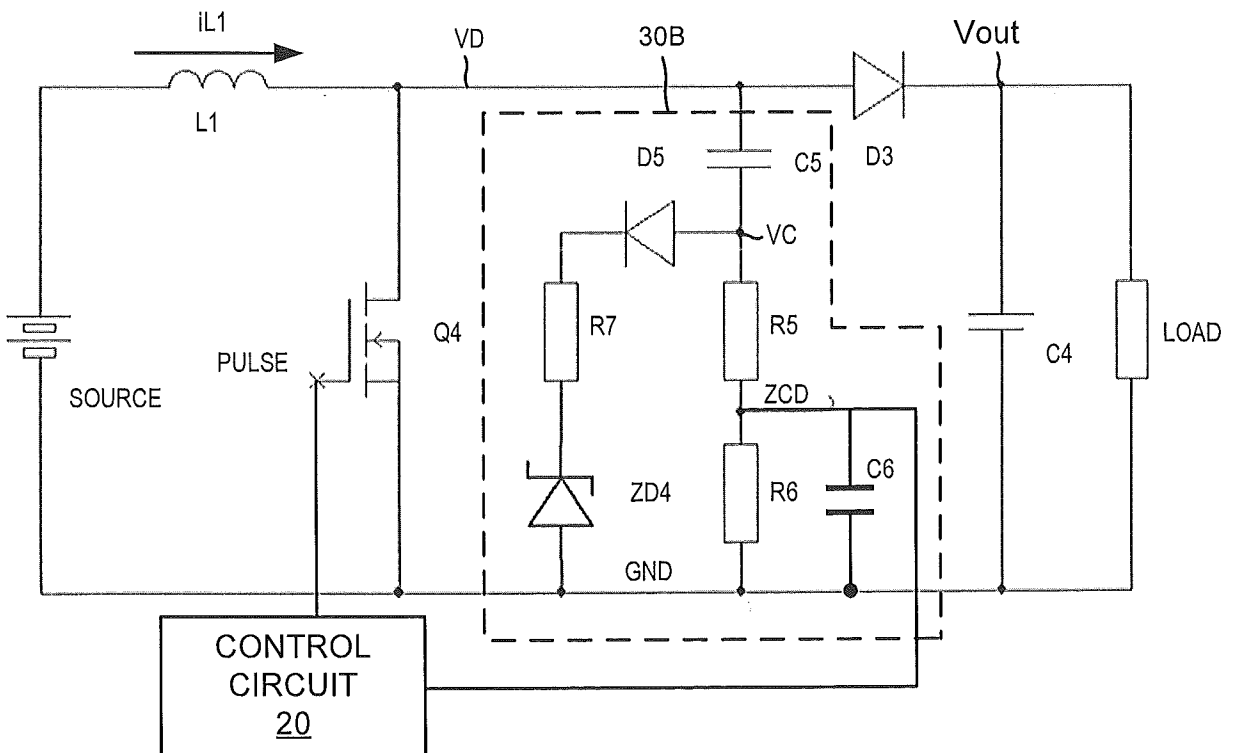 iL1
VD
30B
Vout
L1
D5
C5
D3
VC
R7
R5
Q4
PULSE
C4
LOAD
SOURCE
ZCD
C6
ZD4
R6
GND
CONTROL
CIRCUIT
20